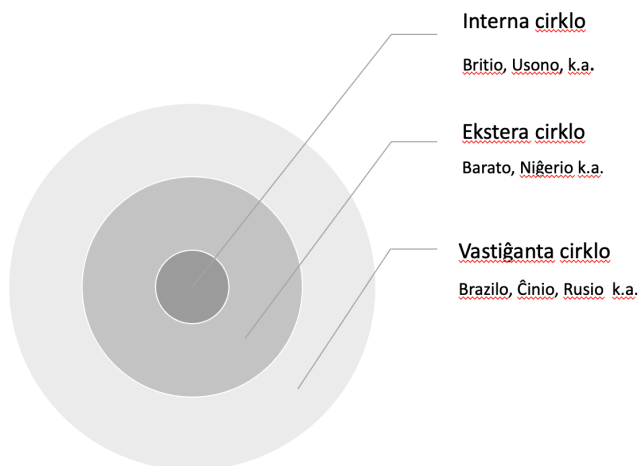 Interna cirklo
Britio, Usono, k.a.
Ekstera cirklo
Barato, Niĝerio k.a.
Vastiĝanta cirklo
Brazilo, Ĉinio, Rusio k.a.